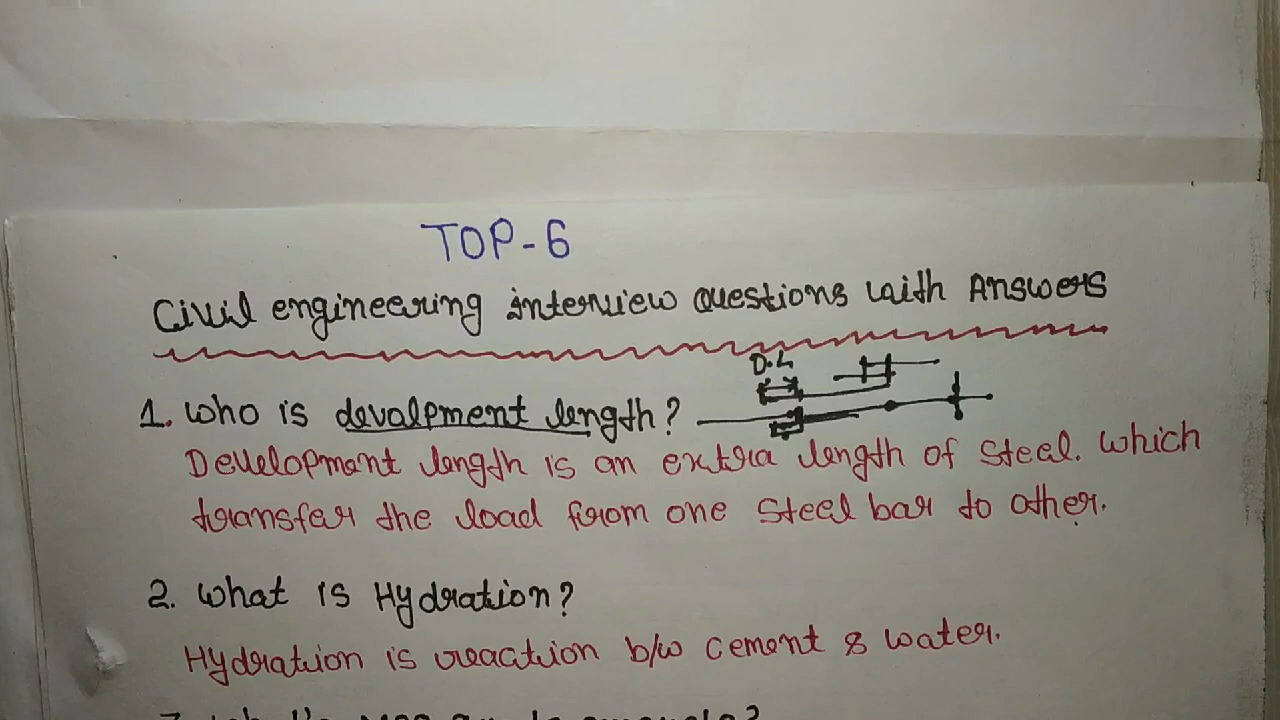 TOP-6
Civil engineering interview questions with Answers
D.L
1. Who is devalpment length?
Development length is an extra length of steel. which
transfer the load from one steel bar to other.
2. What is Hydration?
Hydration is reaction b/w cement & water.